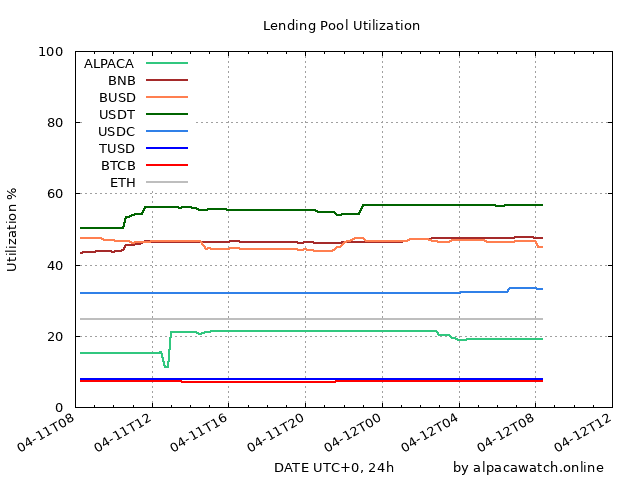 Lending Pool Utilization
100
80
60
40
20
0
Utilization %
ALPACA
BNB
BUSD
USDT
USDC
TUSD
BTCB
ETH
04-11T08
04-11T12
04-11T16
04-11T20
04-12T00
04-12T04
04-12T08
04-12T12
DATE UTC+0, 24h
by alpacawatch.online